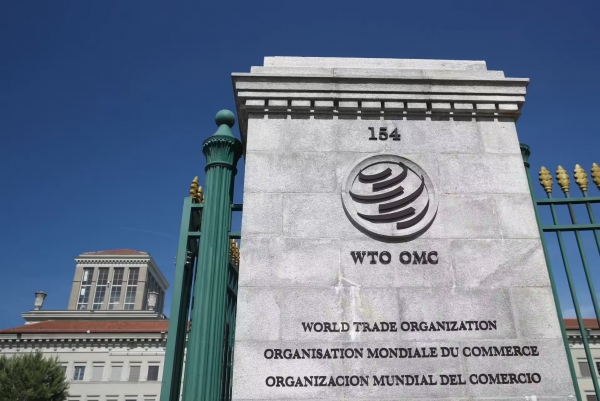 154
WTO OMC
WORLD TRADE ORGANIZATION
ORGANISATION MONDIALE DU COMMERCE
ORGANIZACION MUNDIAL DEL COMERCIO